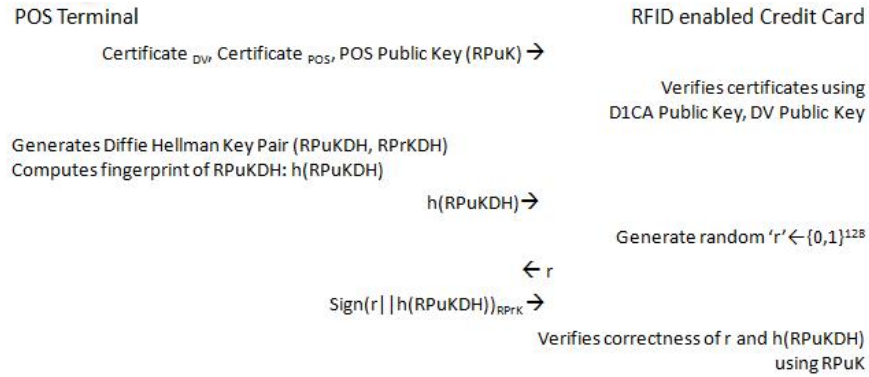 POS Terminal
RFID enabled Credit Card
Certificate DV, Certificate POS, POS Public Key (RPuK) →
Verifies certificates using
D1CA Public Key, DV Public Key
Generates Diffie Hellman Key Pair (RPuKDH, RPrKDH)
Computes fingerprint of RPuKDH: h(RPuKDH)
h(RPuKDH)→
Generate random ‘r’←{0,1}¹²⁸
← r
Sign(r||h(RPuKDH))RPrK →
Verifies correctness of r and h(RPuKDH)
using RPuK